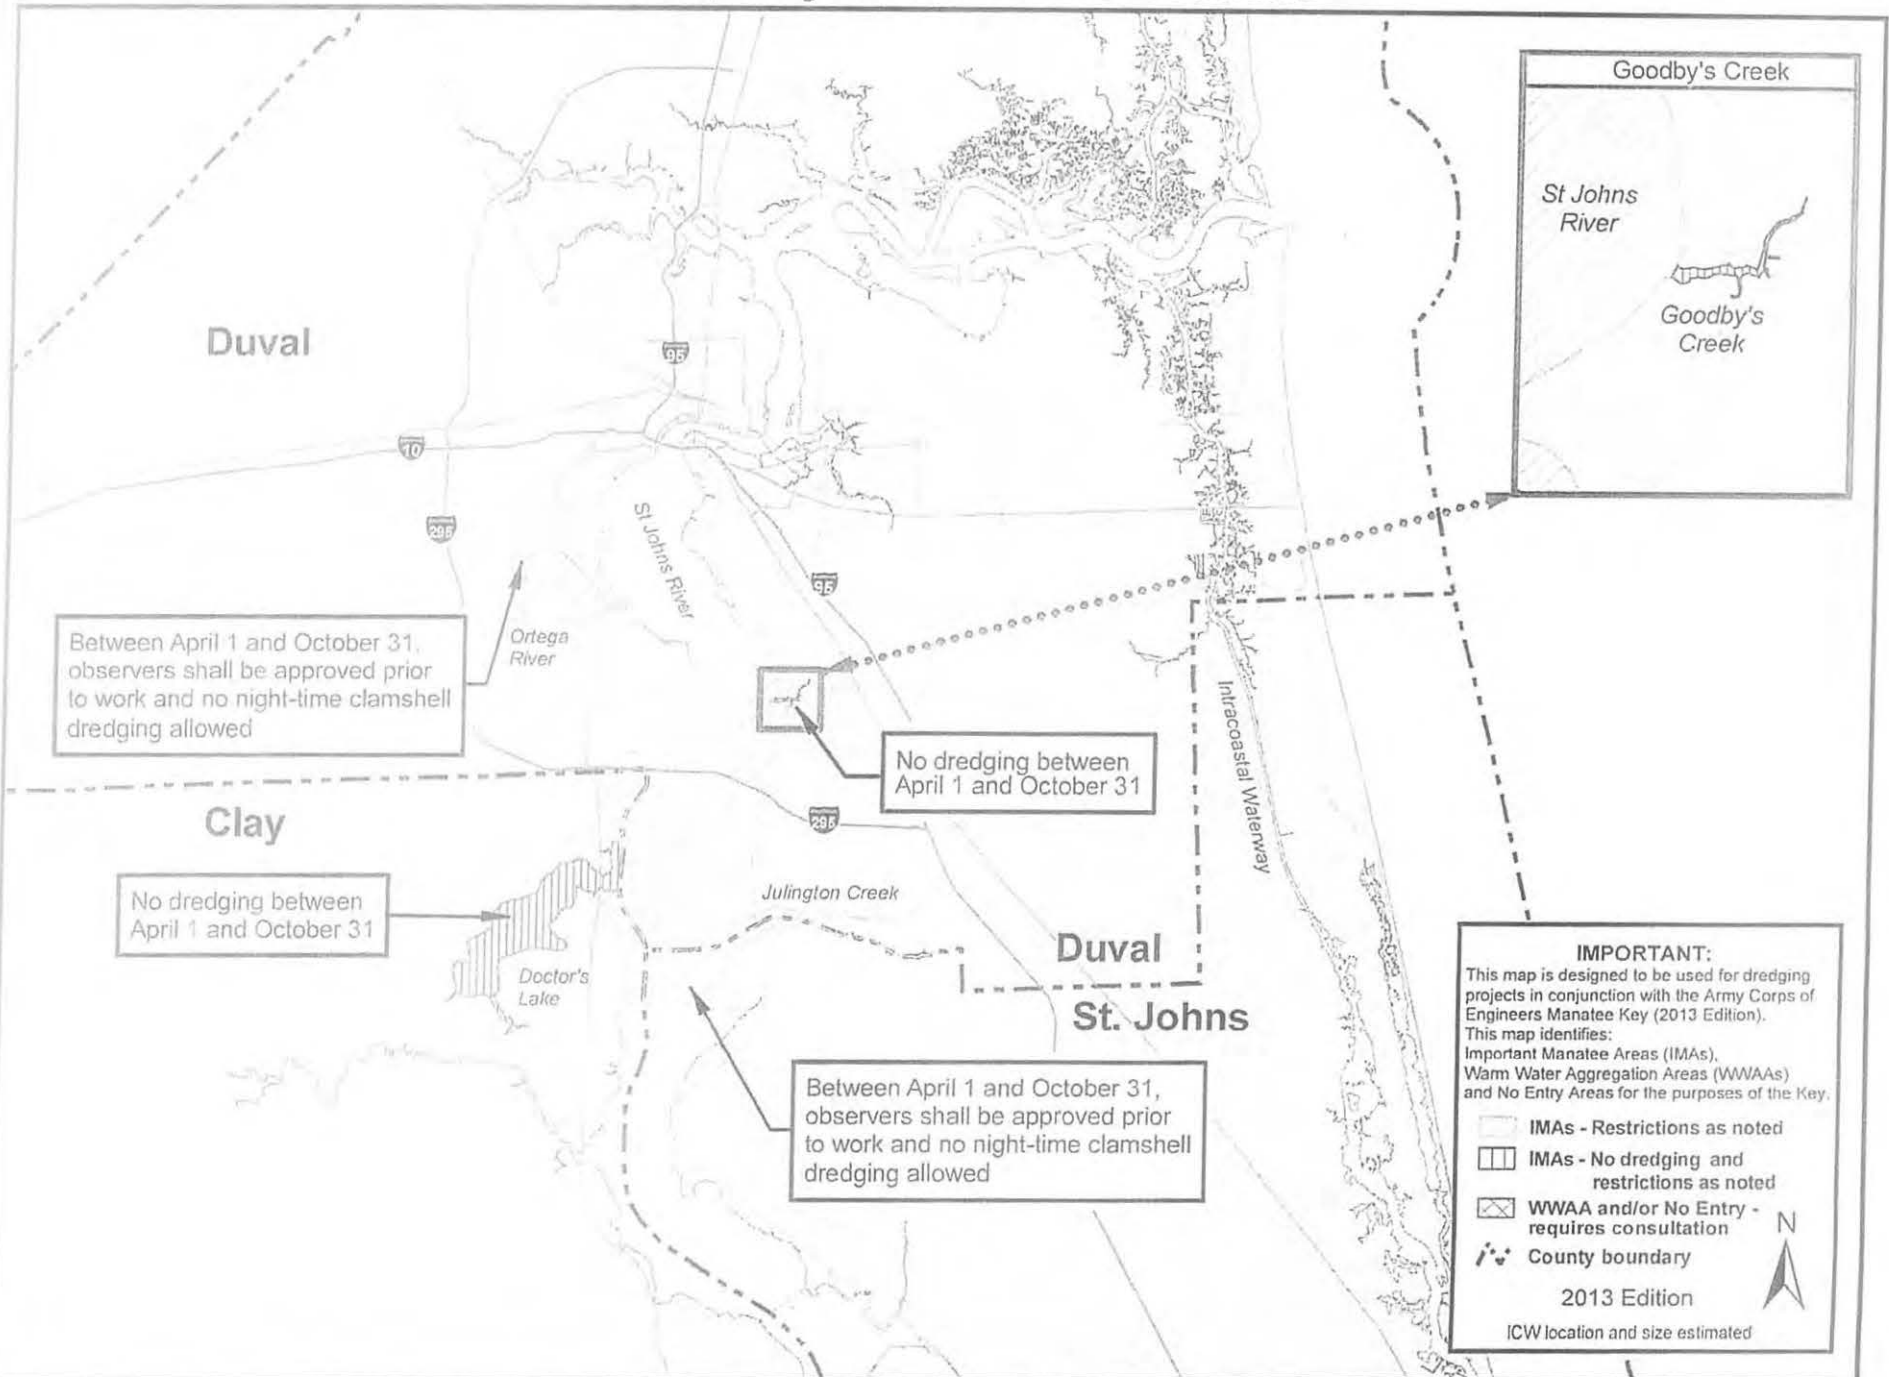 Goodby's Creek
St Johns
River
Goodby's
Creek
Duval
95
10
295
St Johns River
95
Between April 1 and October 31,
observers shall be approved prior
to work and no night-time clamshell
dredging allowed
Ortega
River
No dredging between
April 1 and October 31
Intracoastal Waterway
Clay
295
No dredging between
April 1 and October 31
Julington Creek
Doctor's
Lake
Duval
St. Johns
Between April 1 and October 31,
observers shall be approved prior
to work and no night-time clamshell
dredging allowed
IMPORTANT:
This map is designed to be used for dredging
projects in conjunction with the Army Corps of
Engineers Manatee Key (2013 Edition).
This map identifies:
Important Manatee Areas (IMAs),
Warm Water Aggregation Areas (WWAAs)
and No Entry Areas for the purposes of the Key.
IMAs - Restrictions as noted
IMAs - No dredging and
restrictions as noted
WWAA and/or No Entry -
requires consultation
N
County boundary
2013 Edition
ICW location and size estimated